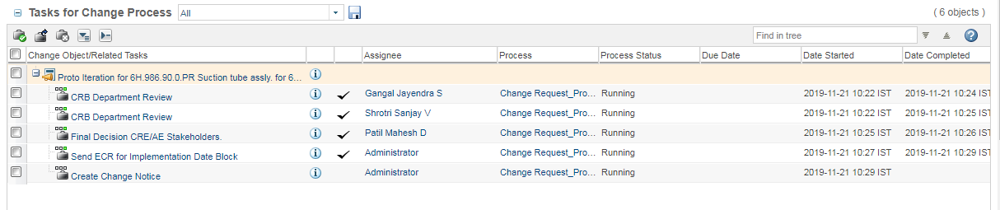 Tasks for Change Process All ( 6 objects )
Find in tree
Change Object/Related Tasks Assignee Process Process Status Due Date Date Started Date Completed
Proto Iteration for 6H.986.90.0.PR Suction tube assly. for 6...
CRB Department Review Gangal Jayendra S Change Request_Pro... Running 2019-11-21 10:22 IST 2019-11-21 10:24 IST
CRB Department Review Shrotri Sanjay V Change Request_Pro... Running 2019-11-21 10:22 IST 2019-11-21 10:25 IST
Final Decision CRE/AE Stakeholders. Patil Mahesh D Change Request_Pro... Running 2019-11-21 10:25 IST 2019-11-21 10:26 IST
Send ECR for Implementation Date Block Administrator Change Request_Pro... Running 2019-11-21 10:27 IST 2019-11-21 10:29 IST
Create Change Notice Administrator Change Request_Pro... Running 2019-11-21 10:29 IST